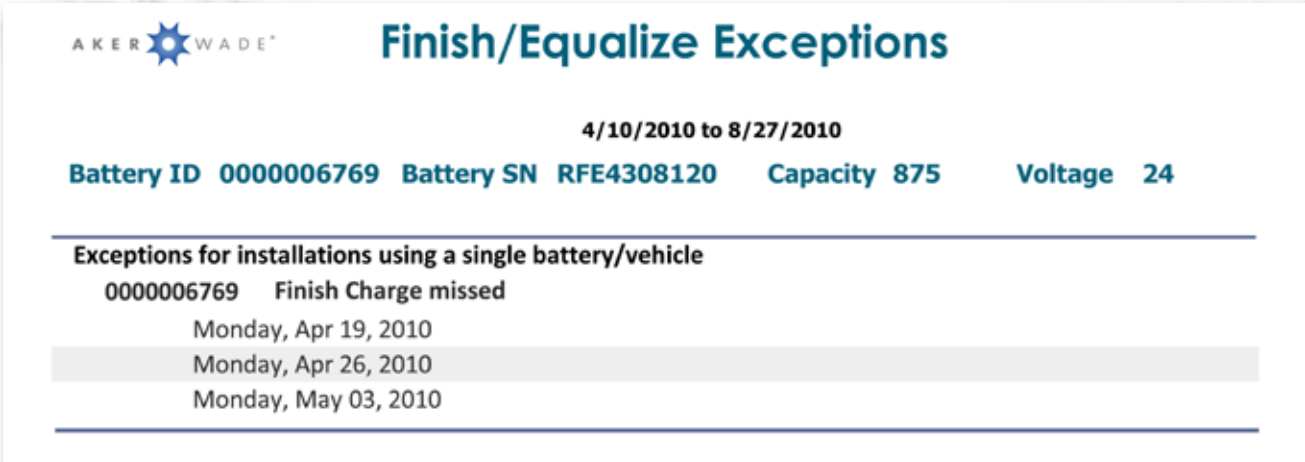 AKER WADE
Finish/Equalize Exceptions
4/10/2010 to 8/27/2010
Battery ID 0000006769 Battery SN RFE4308120 Capacity 875 Voltage 24
Exceptions for installations using a single battery/vehicle
0000006769 Finish Charge missed
Monday, Apr 19, 2010
Monday, Apr 26, 2010
Monday, May 03, 2010